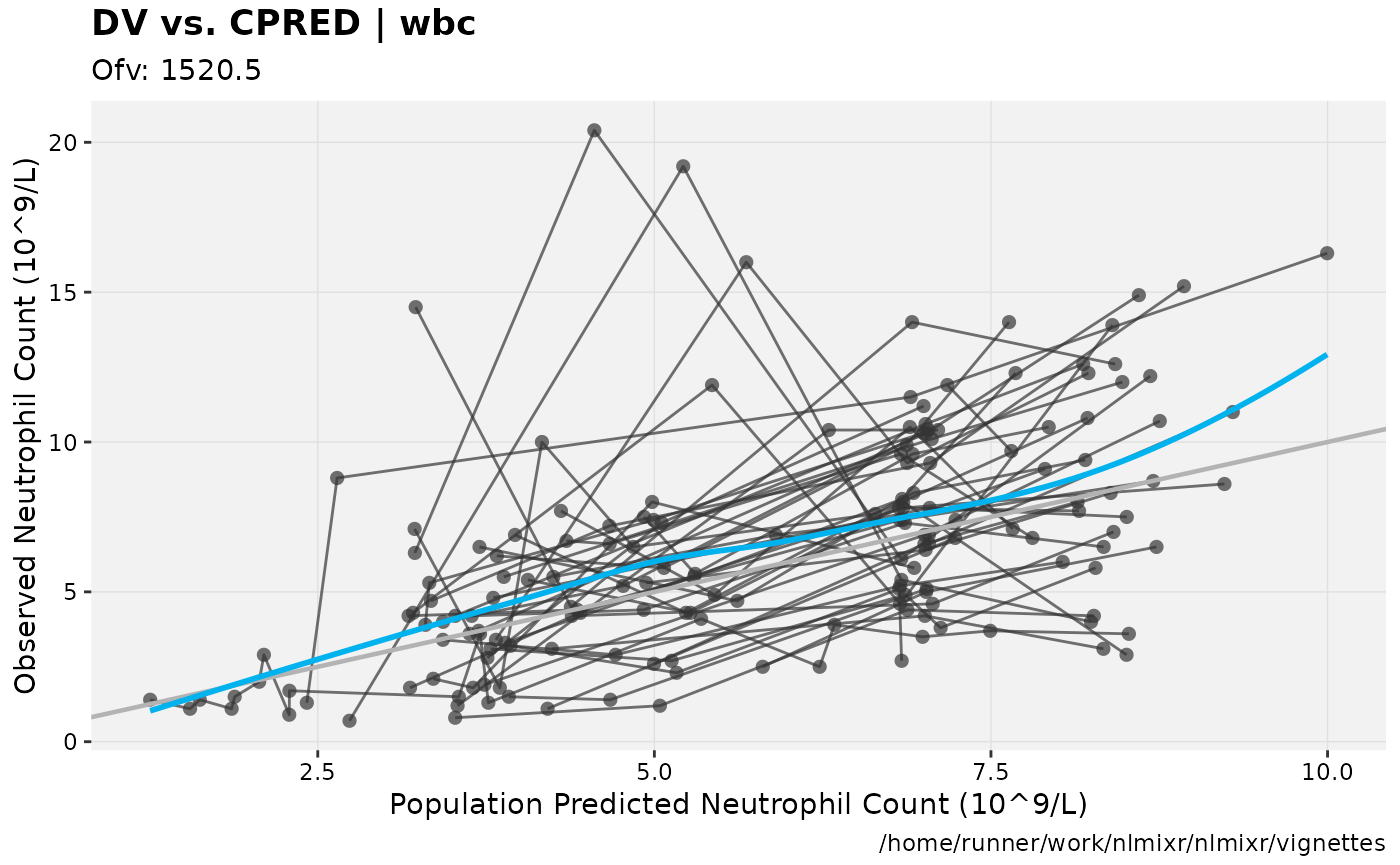 DV vs. CPRED | wbc
Ofv: 1520.5
Observed Neutrophil Count (10^9/L)
20
15
10
5
0
2.5 5.0 7.5 10.0
Population Predicted Neutrophil Count (10^9/L)
/home/runner/work/nlmixr/nlmixr/vignettes